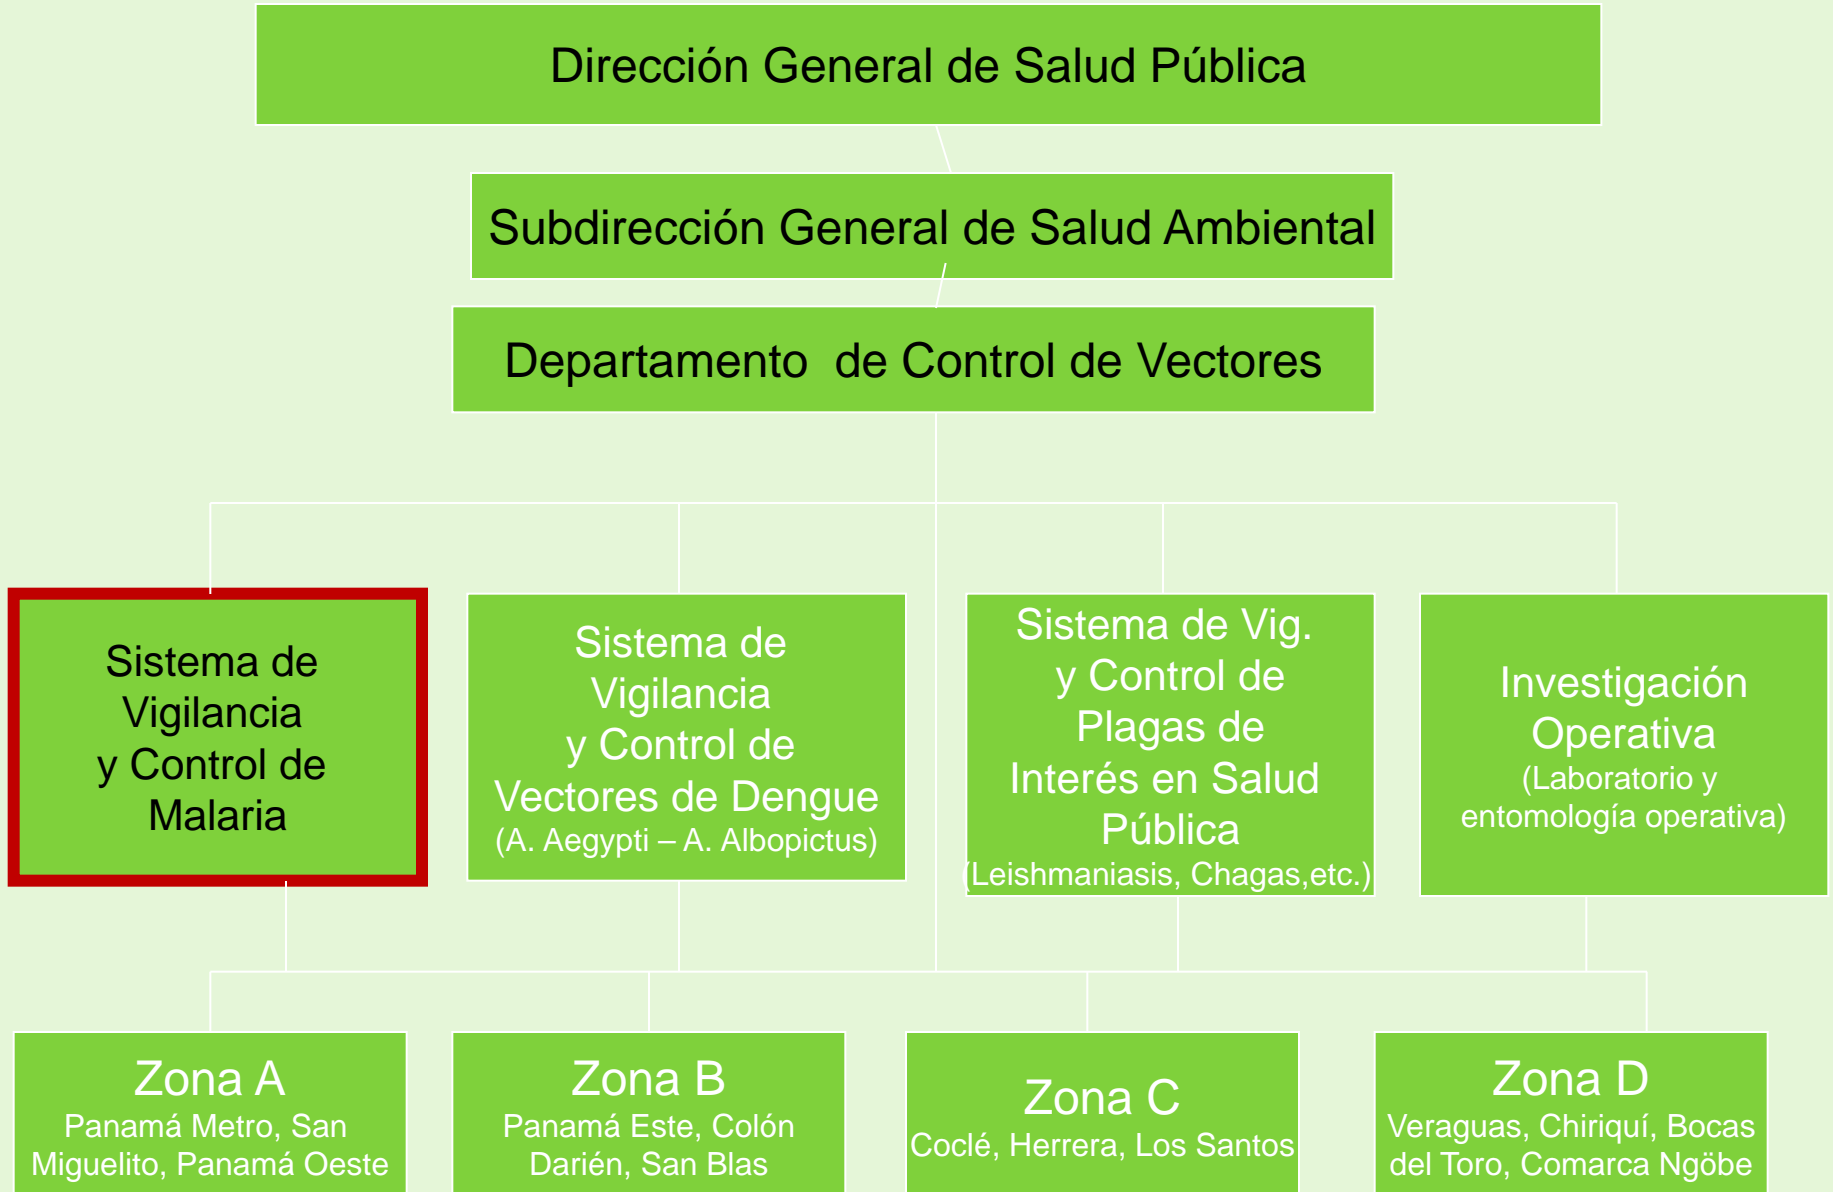 Dirección General de Salud Pública
Subdirección General de Salud Ambiental
Departamento de Control de Vectores
Sistema de
Vigilancia
y Control de
Malaria
Sistema de
Vigilancia
y Control de
Vectores de Dengue
(A. Aegypti – A. Albopictus)
Sistema de Vig.
y Control de
Plagas de
Interés en Salud
Pública
(Leishmaniasis, Chagas,etc.)
Investigación
Operativa
(Laboratorio y
entomología operativa)
Zona A
Panamá Metro, San
Miguelito, Panamá Oeste
Zona B
Panamá Este, Colón
Darién, San Blas
Zona C
Coclé, Herrera, Los Santos
Zona D
Veraguas, Chiriquí, Bocas
del Toro, Comarca Ngöbe